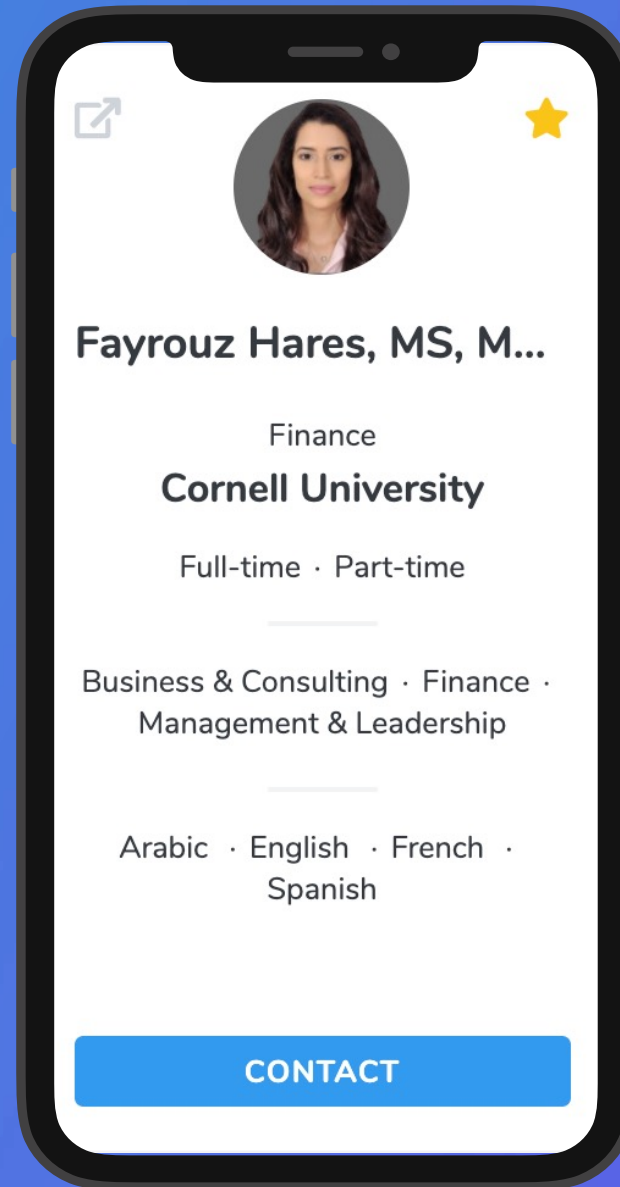 Fayrouz Hares, MS, M...
Finance
Cornell University
Full-time · Part-time
Business & Consulting · Finance ·
Management & Leadership
Arabic · English · French ·
Spanish
CONTACT